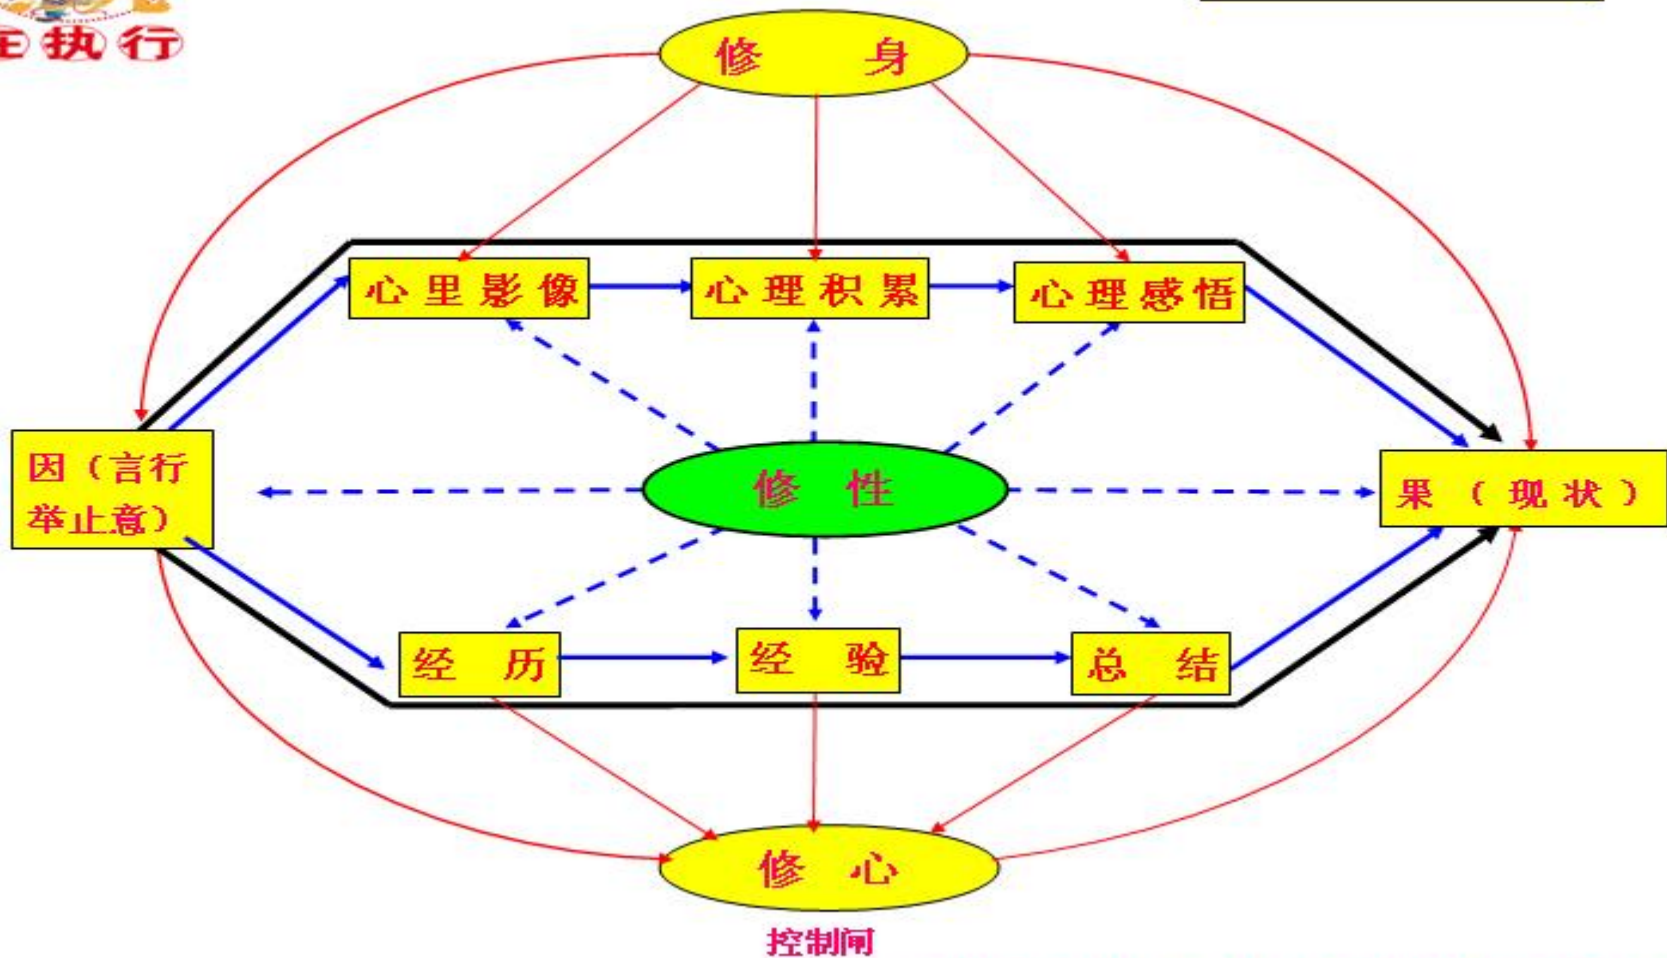 在执行
修 身
心里影像
心理积累
心理感悟
因（言行
举止意）
修 性
果（现状）
经 历
经 验
总 结
修 心
控制闸